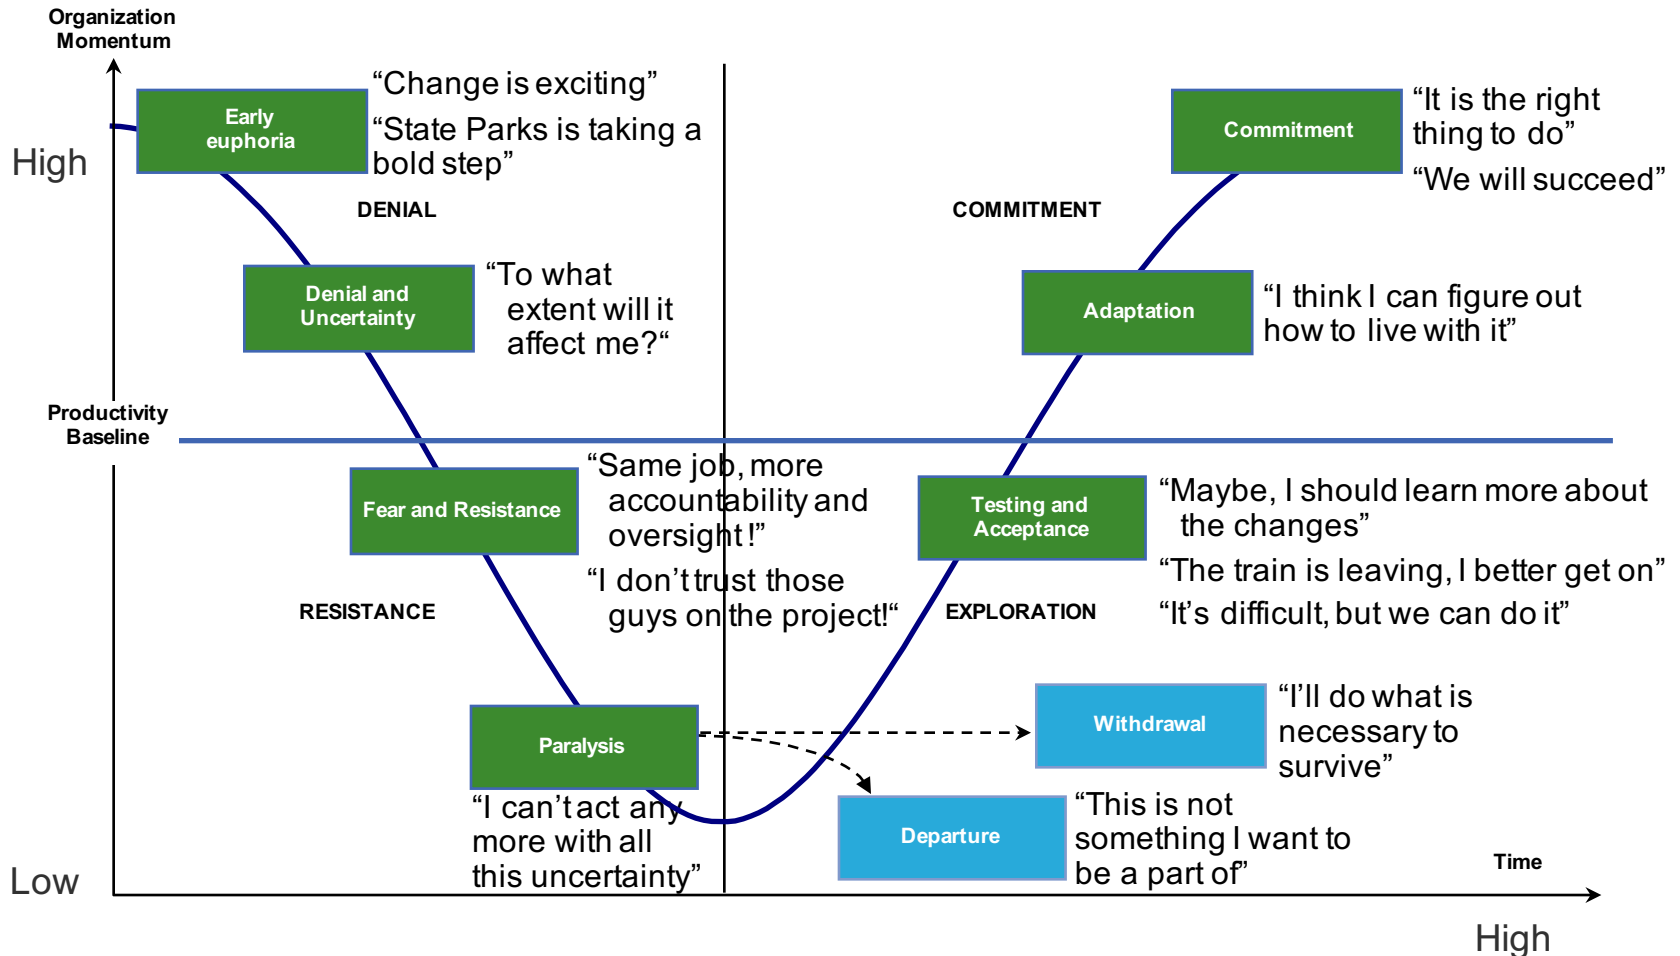 Organization
Momentum
High
Early
euphoria
“Change is exciting”
“State Parks is taking a
bold step”
DENIAL
Denial and
Uncertainty
“To what
extent will it
affect me?“
Productivity
Baseline
Fear and Resistance
“Same job, more
accountability and
oversight!”
“I don’t trust those
guys on the project!“
RESISTANCE
Paralysis
“I can’t act any
more with all
this uncertainty”
Low
Commitment
“It is the right
thing to do”
“We will succeed”
COMMITMENT
Adaptation
“I think I can figure out
how to live with it”
Testing and
Acceptance
“Maybe, I should learn more about
the changes”
“The train is leaving, I better get on”
“It’s difficult, but we can do it”
EXPLORATION
Withdrawal
“I’ll do what is
necessary to
survive”
Departure
“This is not
something I want to
be a part of”
Time
High